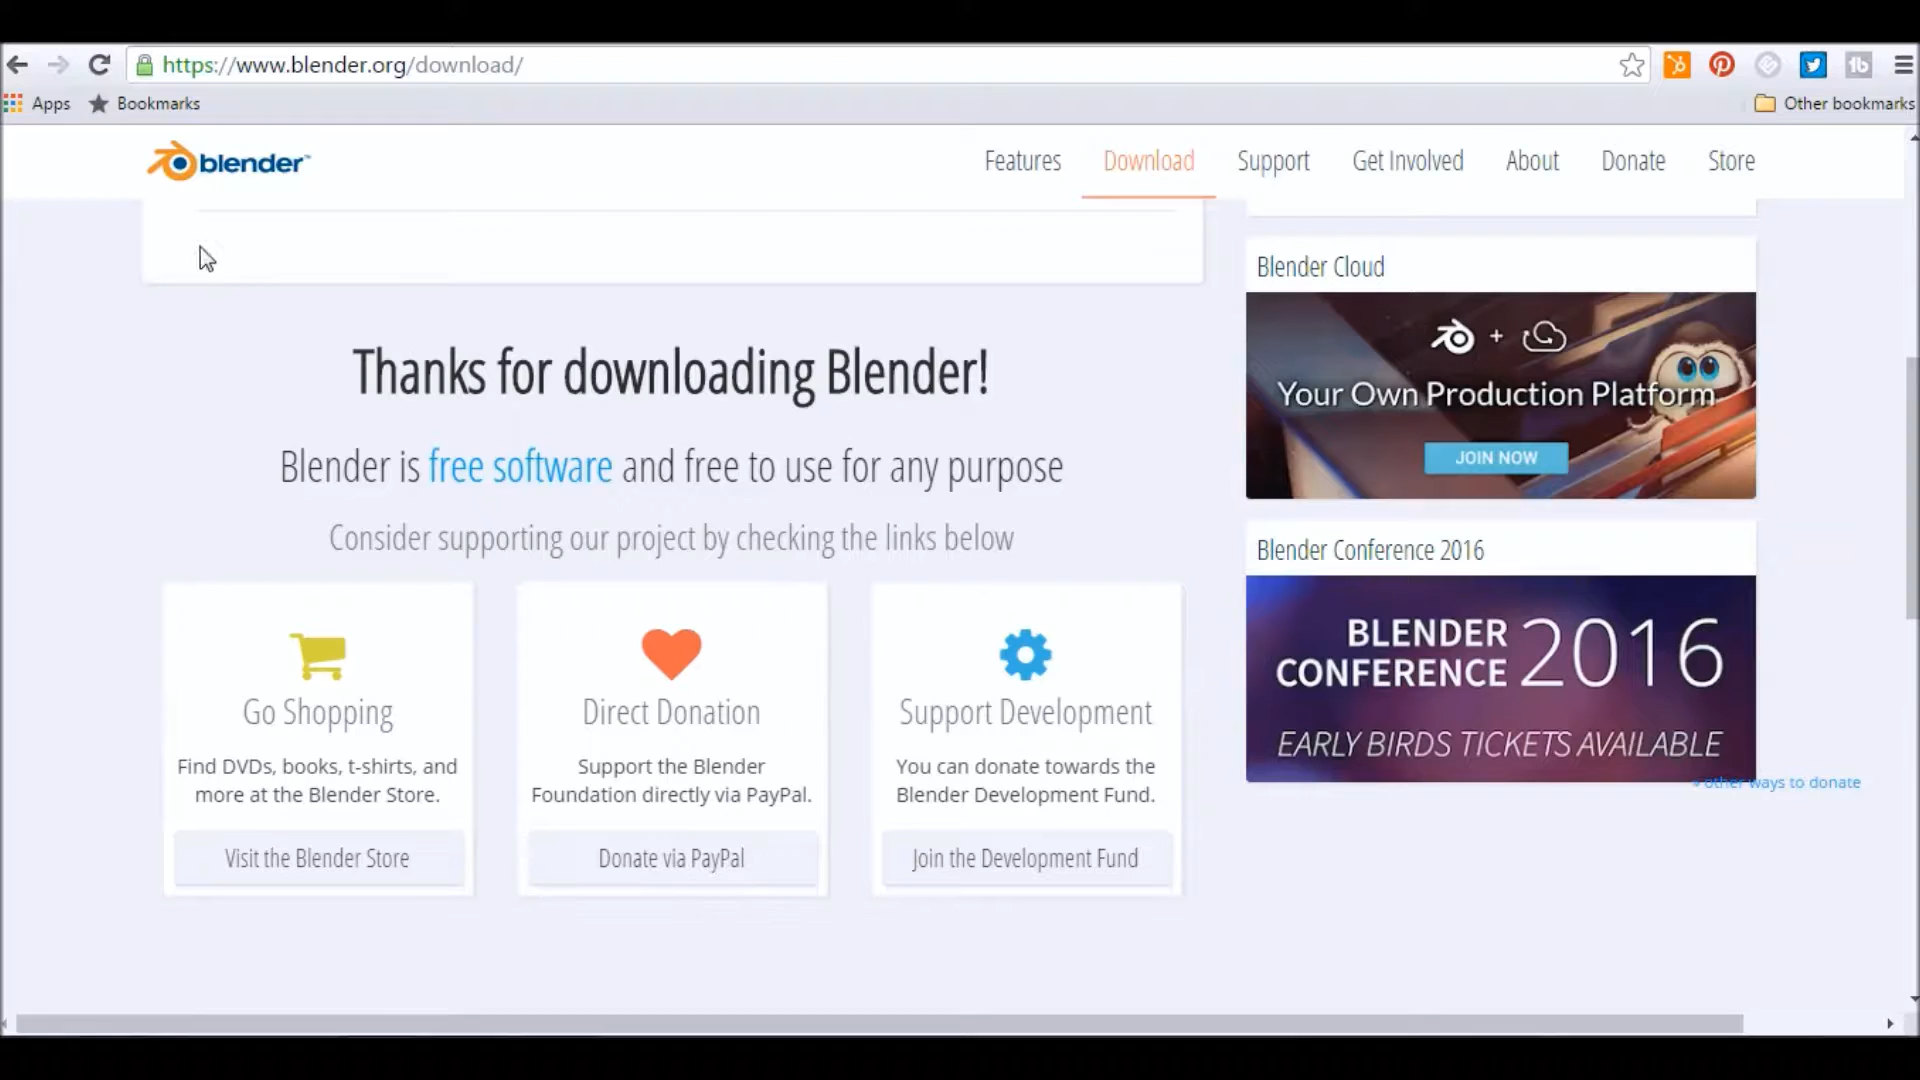 https://www.blender.org/download/
Apps
Bookmarks
Other bookmarks
blender™
Features
Download
Support
Get Involved
About
Donate
Store
Thanks for downloading Blender!
Blender is free software and free to use for any purpose
Consider supporting our project by checking the links below
Go Shopping
Find DVDs, books, t-shirts, and
more at the Blender Store.
Visit the Blender Store
Direct Donation
Support the Blender
Foundation directly via PayPal.
Donate via PayPal
Support Development
You can donate towards the
Blender Development Fund.
Join the Development Fund
Blender Cloud
+
Your Own Production Platform
JOIN NOW
Blender Conference 2016
BLENDER
CONFERENCE 2016
EARLY BIRDS TICKETS AVAILABLE
+ other ways to donate